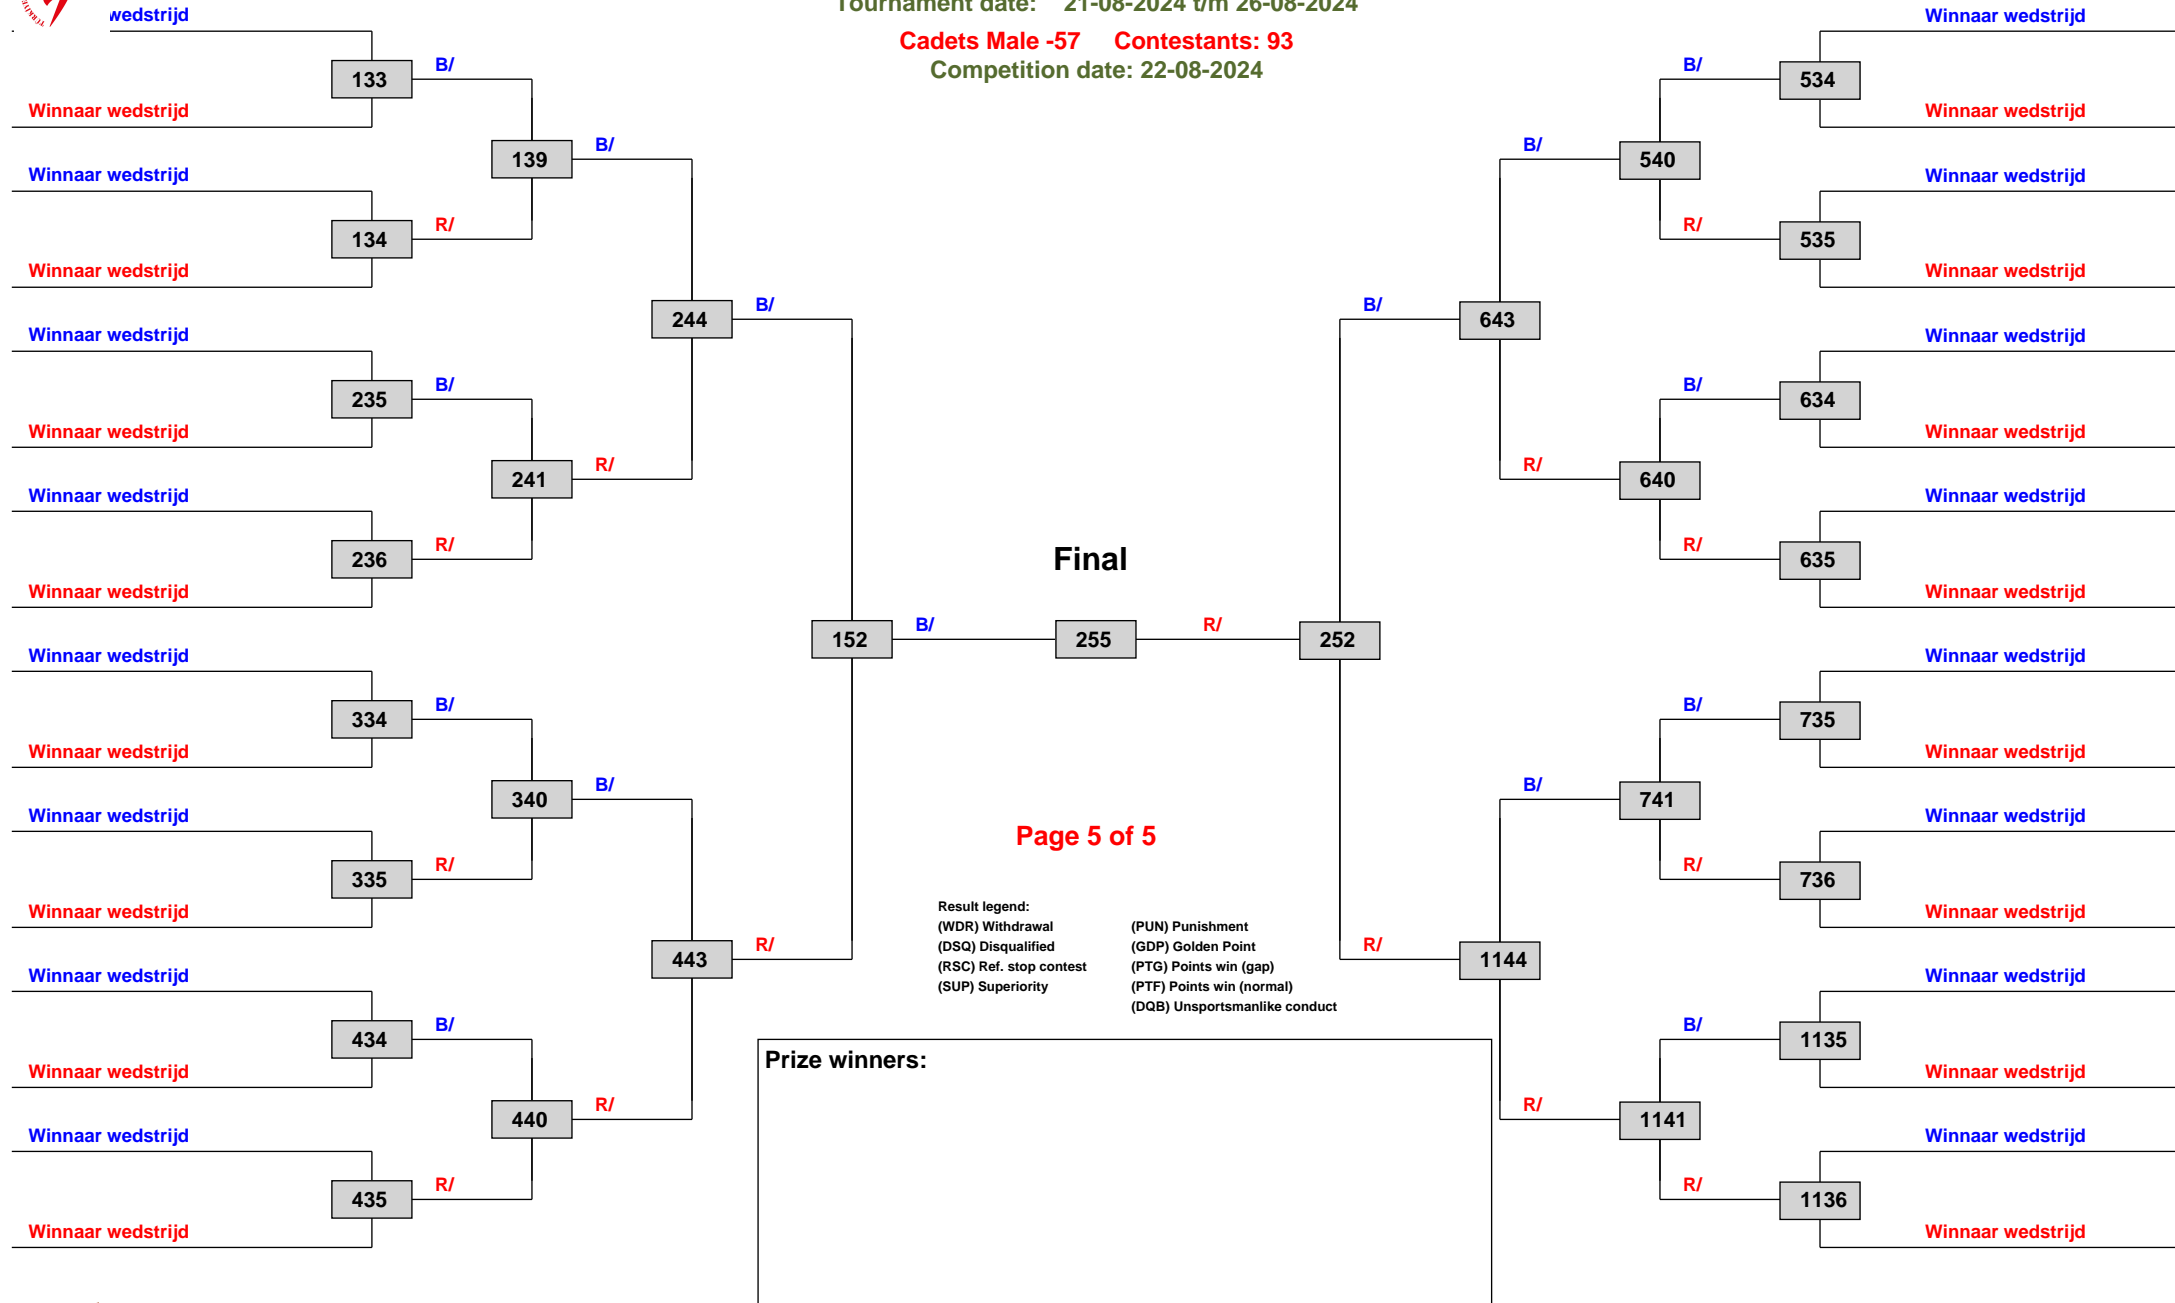 Tournament date: 21-08-2024 t/m 26-08-2024
Cadets Male -57 Contestants: 93
Competition date: 22-08-2024
wedstrijd
133
B/
Winnaar wedstrijd
139
B/
Winnaar wedstrijd
134
R/
Winnaar wedstrijd
244
B/
Winnaar wedstrijd
235
B/
Winnaar wedstrijd
241
R/
Winnaar wedstrijd
236
R/
Winnaar wedstrijd
152
B/
Winnaar wedstrijd
334
B/
Winnaar wedstrijd
340
B/
Winnaar wedstrijd
335
R/
Winnaar wedstrijd
443
R/
Winnaar wedstrijd
434
B/
Winnaar wedstrijd
440
R/
Winnaar wedstrijd
435
R/
Winnaar wedstrijd
Final
255
R/
252
Page 5 of 5
Result legend:
(WDR) Withdrawal
(DSQ) Disqualified
(RSC) Ref. stop contest
(SUP) Superiority
(PUN) Punishment
(GDP) Golden Point
(PTG) Points win (gap)
(PTF) Points win (normal)
(DQB) Unsportsmanlike conduct
Prize winners:
Winnaar wedstrijd
B/
534
Winnaar wedstrijd
B/
540
Winnaar wedstrijd
R/
535
Winnaar wedstrijd
B/
643
Winnaar wedstrijd
B/
634
Winnaar wedstrijd
R/
640
Winnaar wedstrijd
R/
635
Winnaar wedstrijd
Winnaar wedstrijd
B/
735
Winnaar wedstrijd
B/
741
Winnaar wedstrijd
R/
736
Winnaar wedstrijd
R/
1144
Winnaar wedstrijd
B/
1135
Winnaar wedstrijd
R/
1141
Winnaar wedstrijd
R/
1136
Winnaar wedstrijd